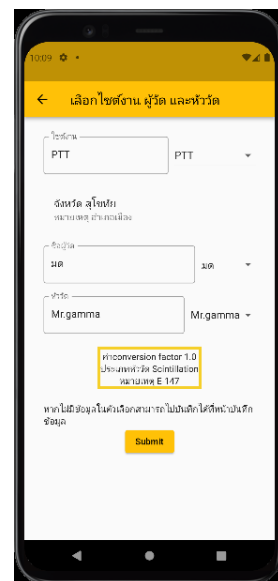 10:09
เลือกไซต์งาน ผู้วัด และหัววัด
ไซต์งาน
PTT PTT
จังหวัด สุโขทัย
หมายเหตุ อำเภอเมือง
ชื่อผู้วัด
มด มด
หัววัด
Mr.gamma Mr.gamma
ค่าconversion factor 1.0
ประเภทหัววัด Scintillation
หมายเหตุ E 147
หากไม่มีข้อมูลในตัวเลือกสามารถไปบันทึกได้ที่หน้าบันทึก
ข้อมูล
Submit